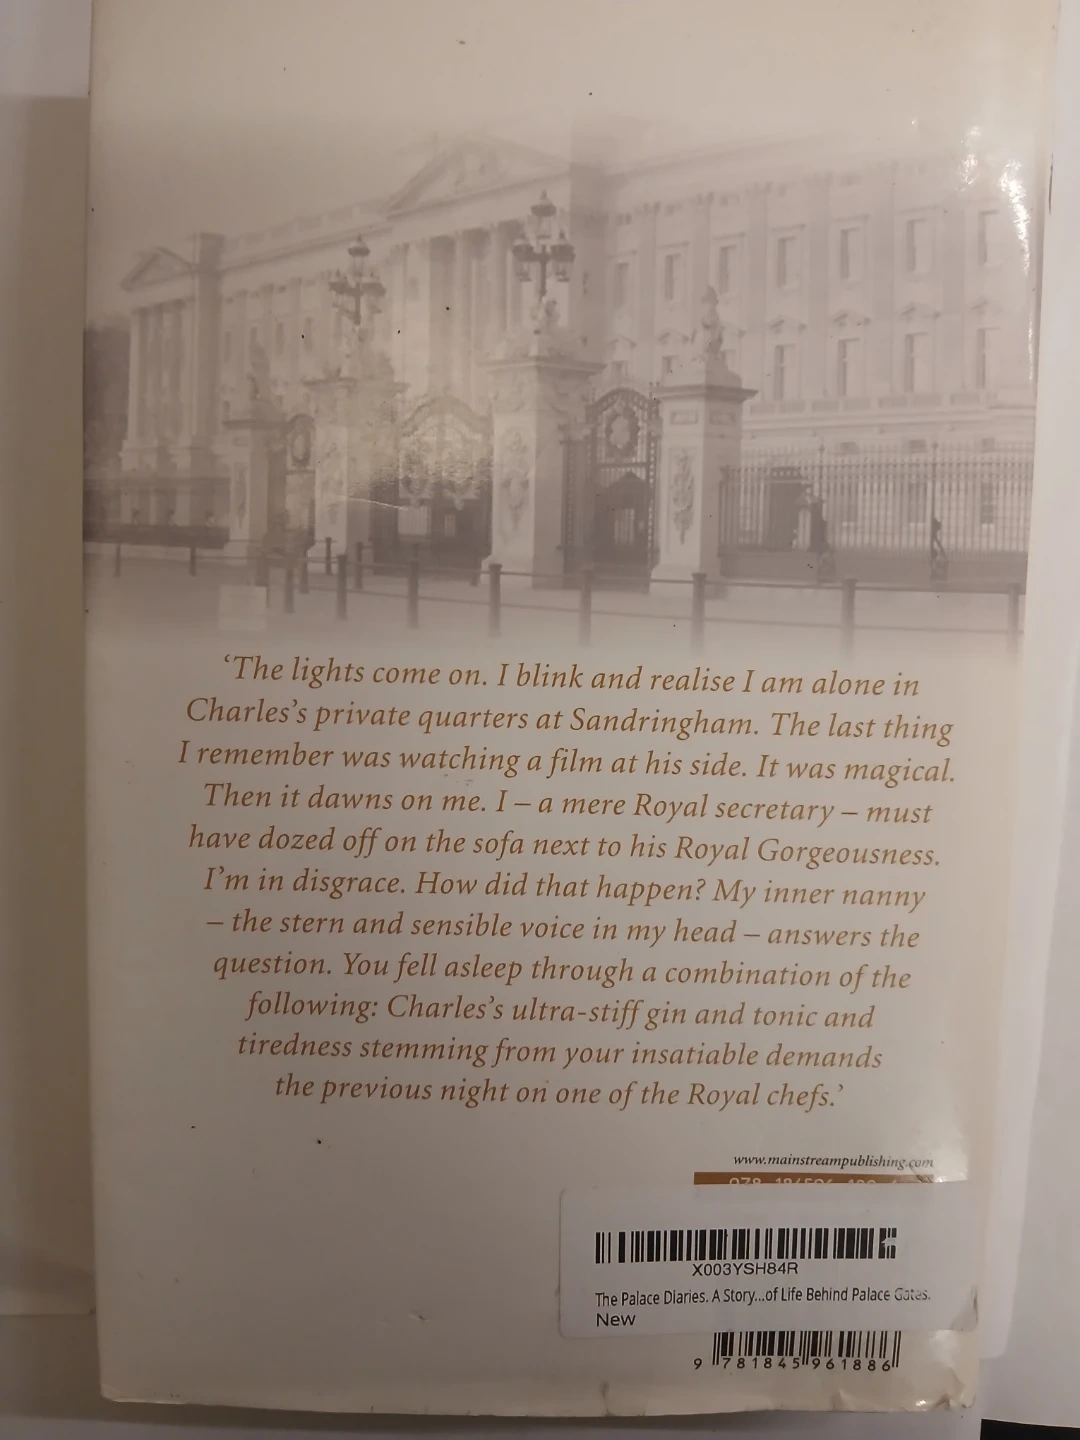 ‘The lights come on. I blink and realise I am alone in
Charles’s private quarters at Sandringham. The last thing
I remember was watching a film at his side. It was magical.
Then it dawns on me. I – a mere Royal secretary – must
have dozed off on the sofa next to his Royal Gorgeousness.
I’m in disgrace. How did that happen? My inner nanny
– the stern and sensible voice in my head – answers the
question. You fell asleep through a combination of the
following: Charles’s ultra-stiff gin and tonic and
tiredness stemming from your insatiable demands
the previous night on one of the Royal chefs.’
www.mainstreampublishing.com
X003YSH84R
The Palace Diaries. A Story...of Life Behind Palace Gates.
New
9 781845 961886